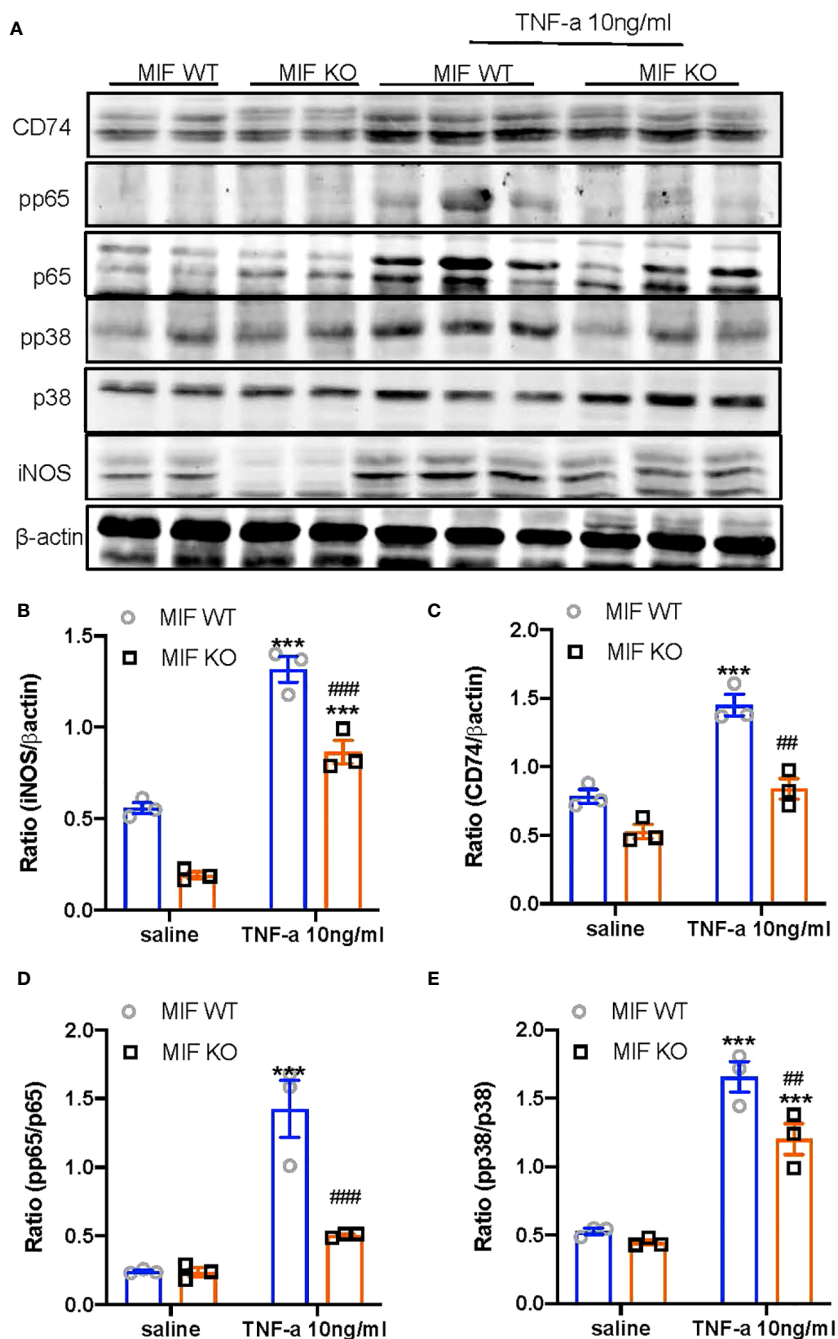 A
TNF-a 10ng/ml
MIF WT MIF KO MIF WT MIF KO
CD74
pp65
p65
pp38
p38
iNOS
β-actin
B
MIF WT
MIF KO
Ratio (iNOS/βactin)
1.5
1.0
0.5
0.0
***
###
***
saline TNF-a 10ng/ml
C
MIF WT
MIF KO
Ratio (CD74/βactin)
2.0
1.5
1.0
0.5
0.0
***
##
saline TNF-a 10ng/ml
D
MIF WT
MIF KO
Ratio (pp65/p65)
2.0
1.5
1.0
0.5
0.0
***
###
saline TNF-a 10ng/ml
E
MIF WT
MIF KO
Ratio (pp38/p38)
2.0
1.5
1.0
0.5
0.0
***
##
***
saline TNF-a 10ng/ml